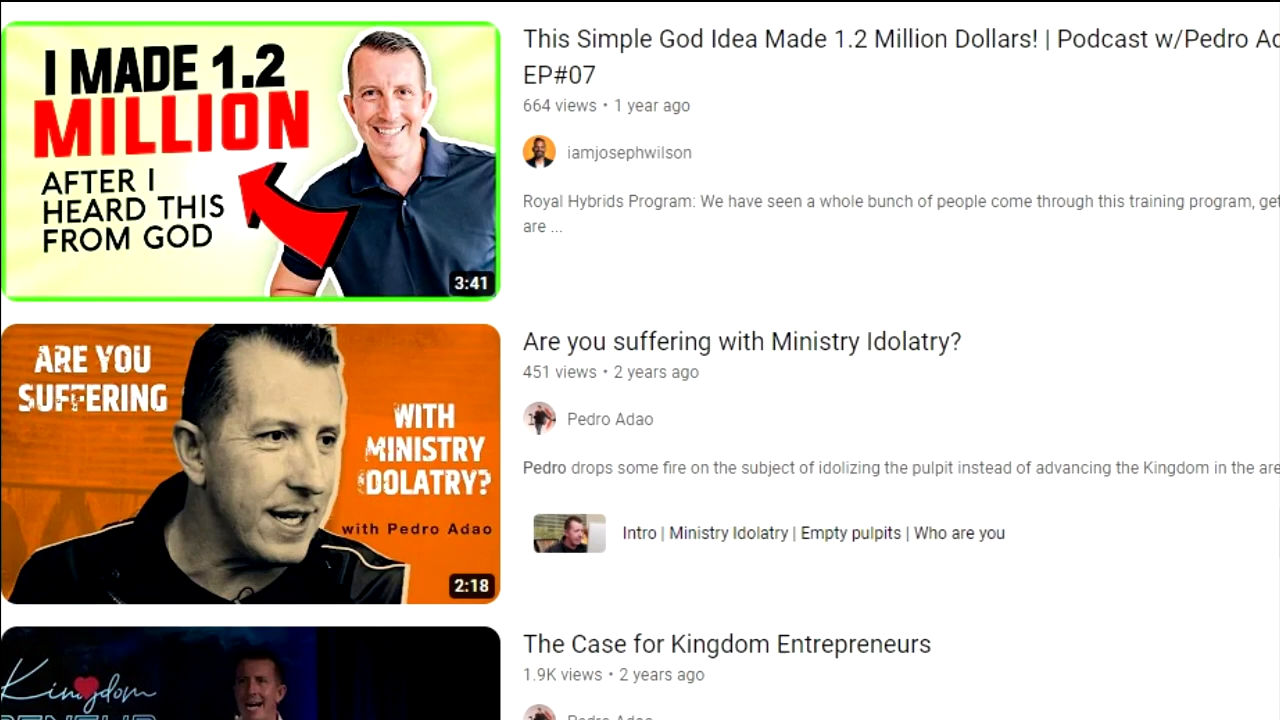 I MADE 1.2
MILLION
AFTER I
HEARD THIS
FROM GOD
3:41
This Simple God Idea Made 1.2 Million Dollars! | Podcast w/Pedro
EP#07
664 views • 1 year ago
iamjosephwilson
Royal Hybrids Program: We have seen a whole bunch of people come through this training program,
are ...
ARE YOU
SUFFERING
WITH
MINISTRY
IDOLATRY?
with Pedro Adao
2:18
Are you suffering with Ministry Idolatry?
451 views • 2 years ago
Pedro Adao
Pedro drops some fire on the subject of idolizing the pulpit instead of advancing the Kingdom in the
Intro | Ministry Idolatry | Empty pulpits | Who are you
Kingdom
The Case for Kingdom Entrepreneurs
1.9K views • 2 years ago
Pedro Adao